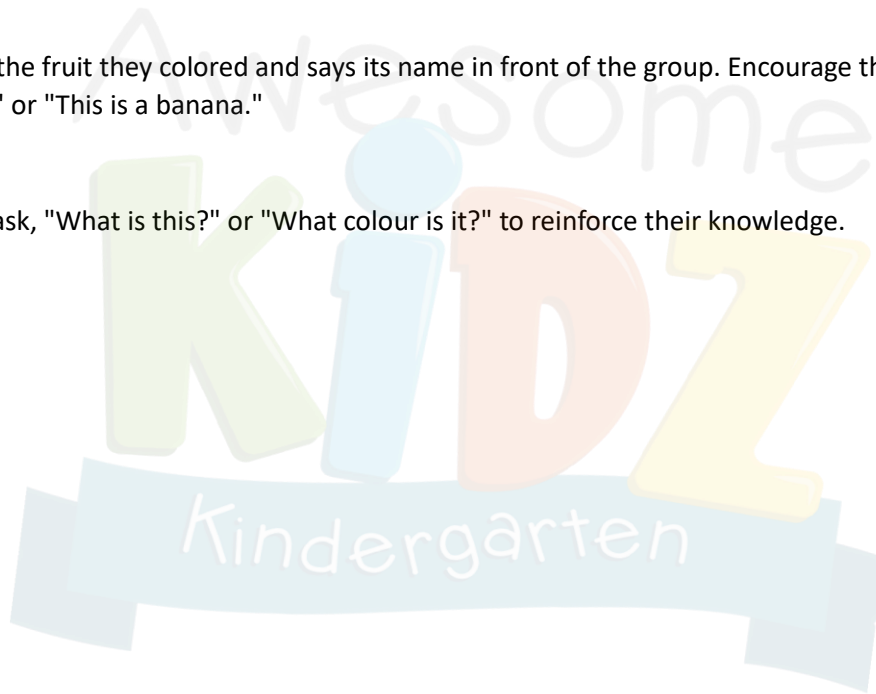 Awesome
the fruit they colored and says its name in front of the group. Encourage th
" or "This is a banana."
ask, "What is this?" or "What colour is it?" to reinforce their knowledge.
KiDZ
Kindergarten